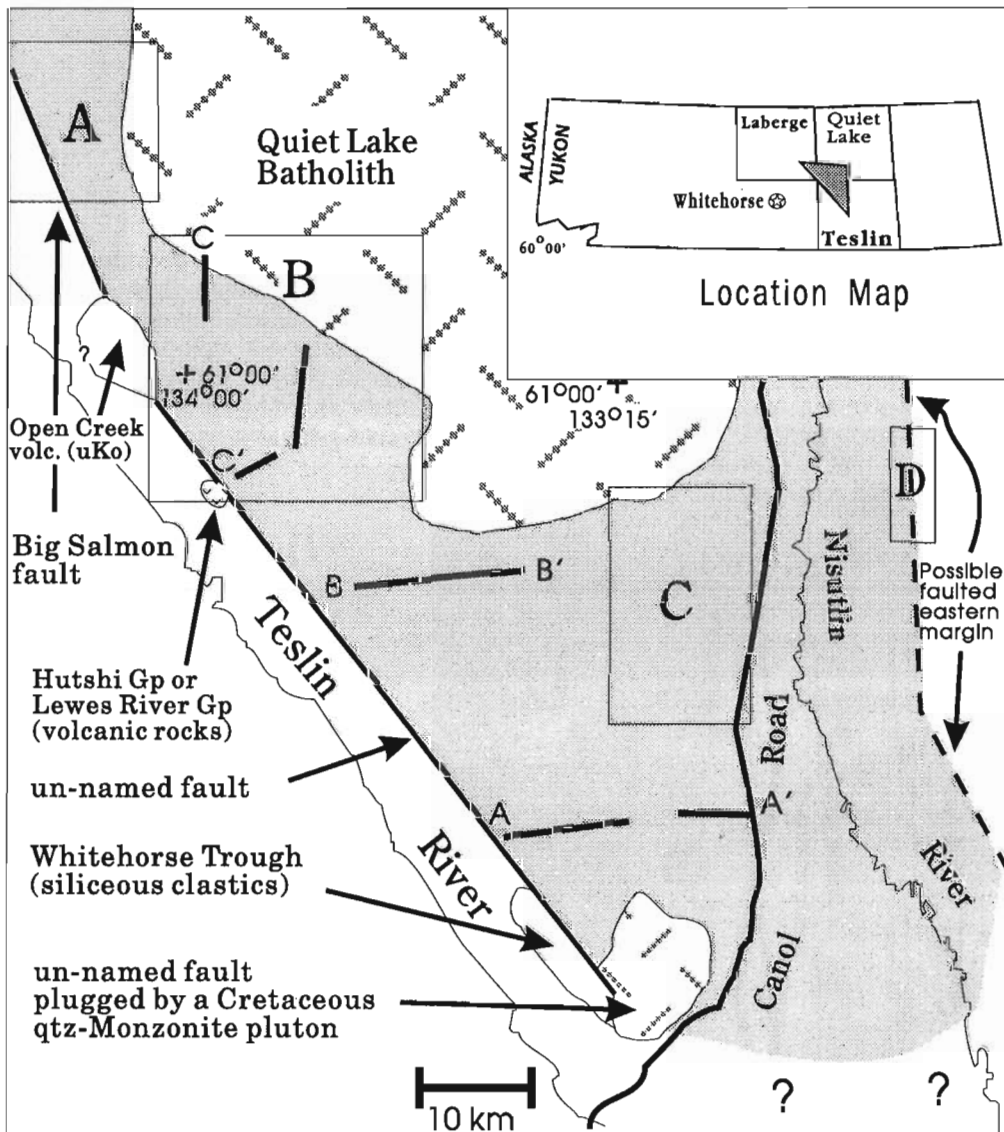 A
Quiet Lake
Batholith
ALASKA
YUKON
Laberge
Quiet
Lake
Whitehorse
60°00'
Teslin
Location Map
C
B
?
+ 61°00'
134°00'
61°00' +
133°15'
Open Creek
volc. (uKo)
C'
D
Big Salmon
fault
B
B'
C
Nisutlin
Possible
faulted
eastern
margin
Teslin
Hutshi Gp or
Lewes River Gp
(volcanic rocks)
Road
un-named fault
A
A'
Whitehorse Trough
(siliceous clastics)
River
River
Canol
un-named fault
plugged by a Cretaceous
qtz-Monzonite pluton
10 km
?
?